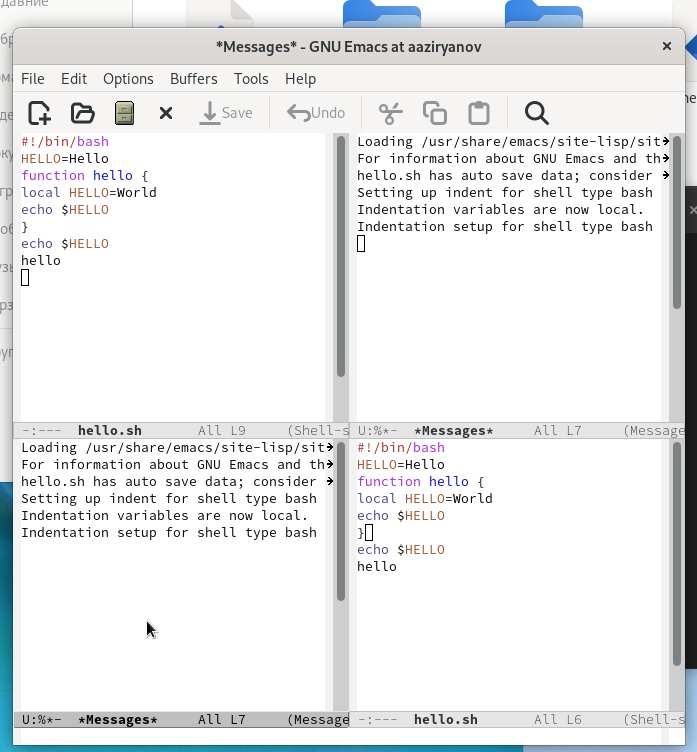 давние
*Messages* - GNU Emacs at aaziryanov
File Edit Options Buffers Tools Help
Save Undo
#!/bin/bash
HELLO=Hello
function hello {
local HELLO=World
echo $HELLO
}
echo $HELLO
hello
-:--- hello.sh All L9 (Shell-s
Loading /usr/share/emacs/site-lisp/sit
For information about GNU Emacs and th
hello.sh has auto save data; consider
Setting up indent for shell type bash
Indentation variables are now local.
Indentation setup for shell type bash
U:%*- *Messages* All L7 (Message
Loading /usr/share/emacs/site-lisp/sit
For information about GNU Emacs and th
hello.sh has auto save data; consider
Setting up indent for shell type bash
Indentation variables are now local.
Indentation setup for shell type bash
U:%*- *Messages* All L7 (Message
#!/bin/bash
HELLO=Hello
function hello {
local HELLO=World
echo $HELLO
}
echo $HELLO
hello
-:--- hello.sh All L6 (Shell-s